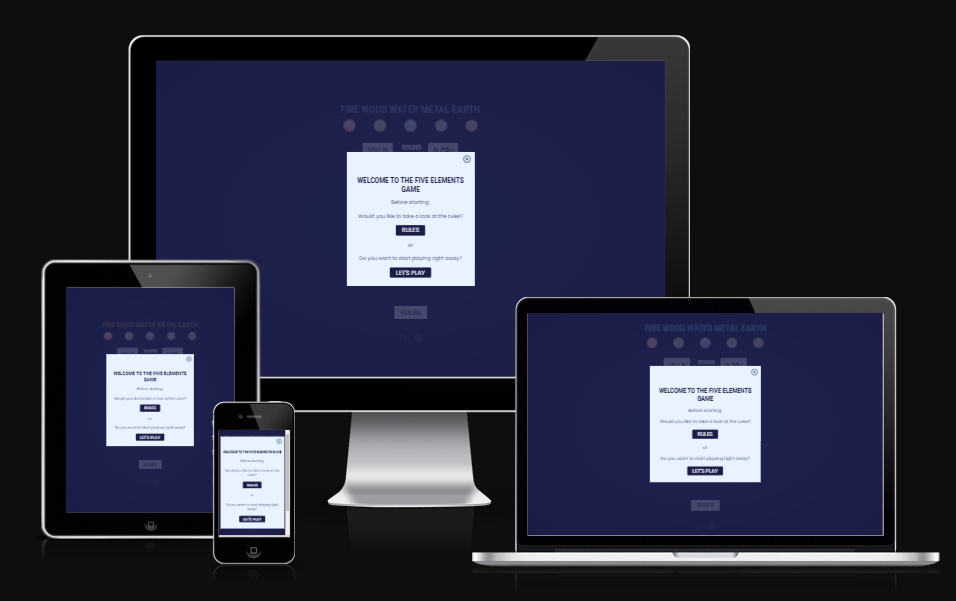 FIRE WOOD WATER METAL EARTH
ROUND
WELCOME TO THE FIVE ELEMENTS
GAME
Before starting;
Would you like to take a look at the rules?
RULES
or
Do you want to start playing right away?
LET'S PLAY
RULES
FIRE WOOD WATER METAL EARTH
WELCOME TO THE FIVE ELEMENTS
GAME
Before starting;
Would you like to take a look at the rules?
RULES
or
Do you want to start playing right away?
LET'S PLAY
RULES
WELCOME TO THE FIVE ELEMENTS GAME
Before starting;
Would you like to take a look at the
rules?
RULES
or
Do you want to start playing right
away?
LET'S PLAY
FIRE WOOD WATER METAL EARTH
WELCOME TO THE FIVE ELEMENTS
GAME
Before starting;
Would you like to take a look at the rules?
RULES
or
Do you want to start playing right away?
LET'S PLAY
RULES